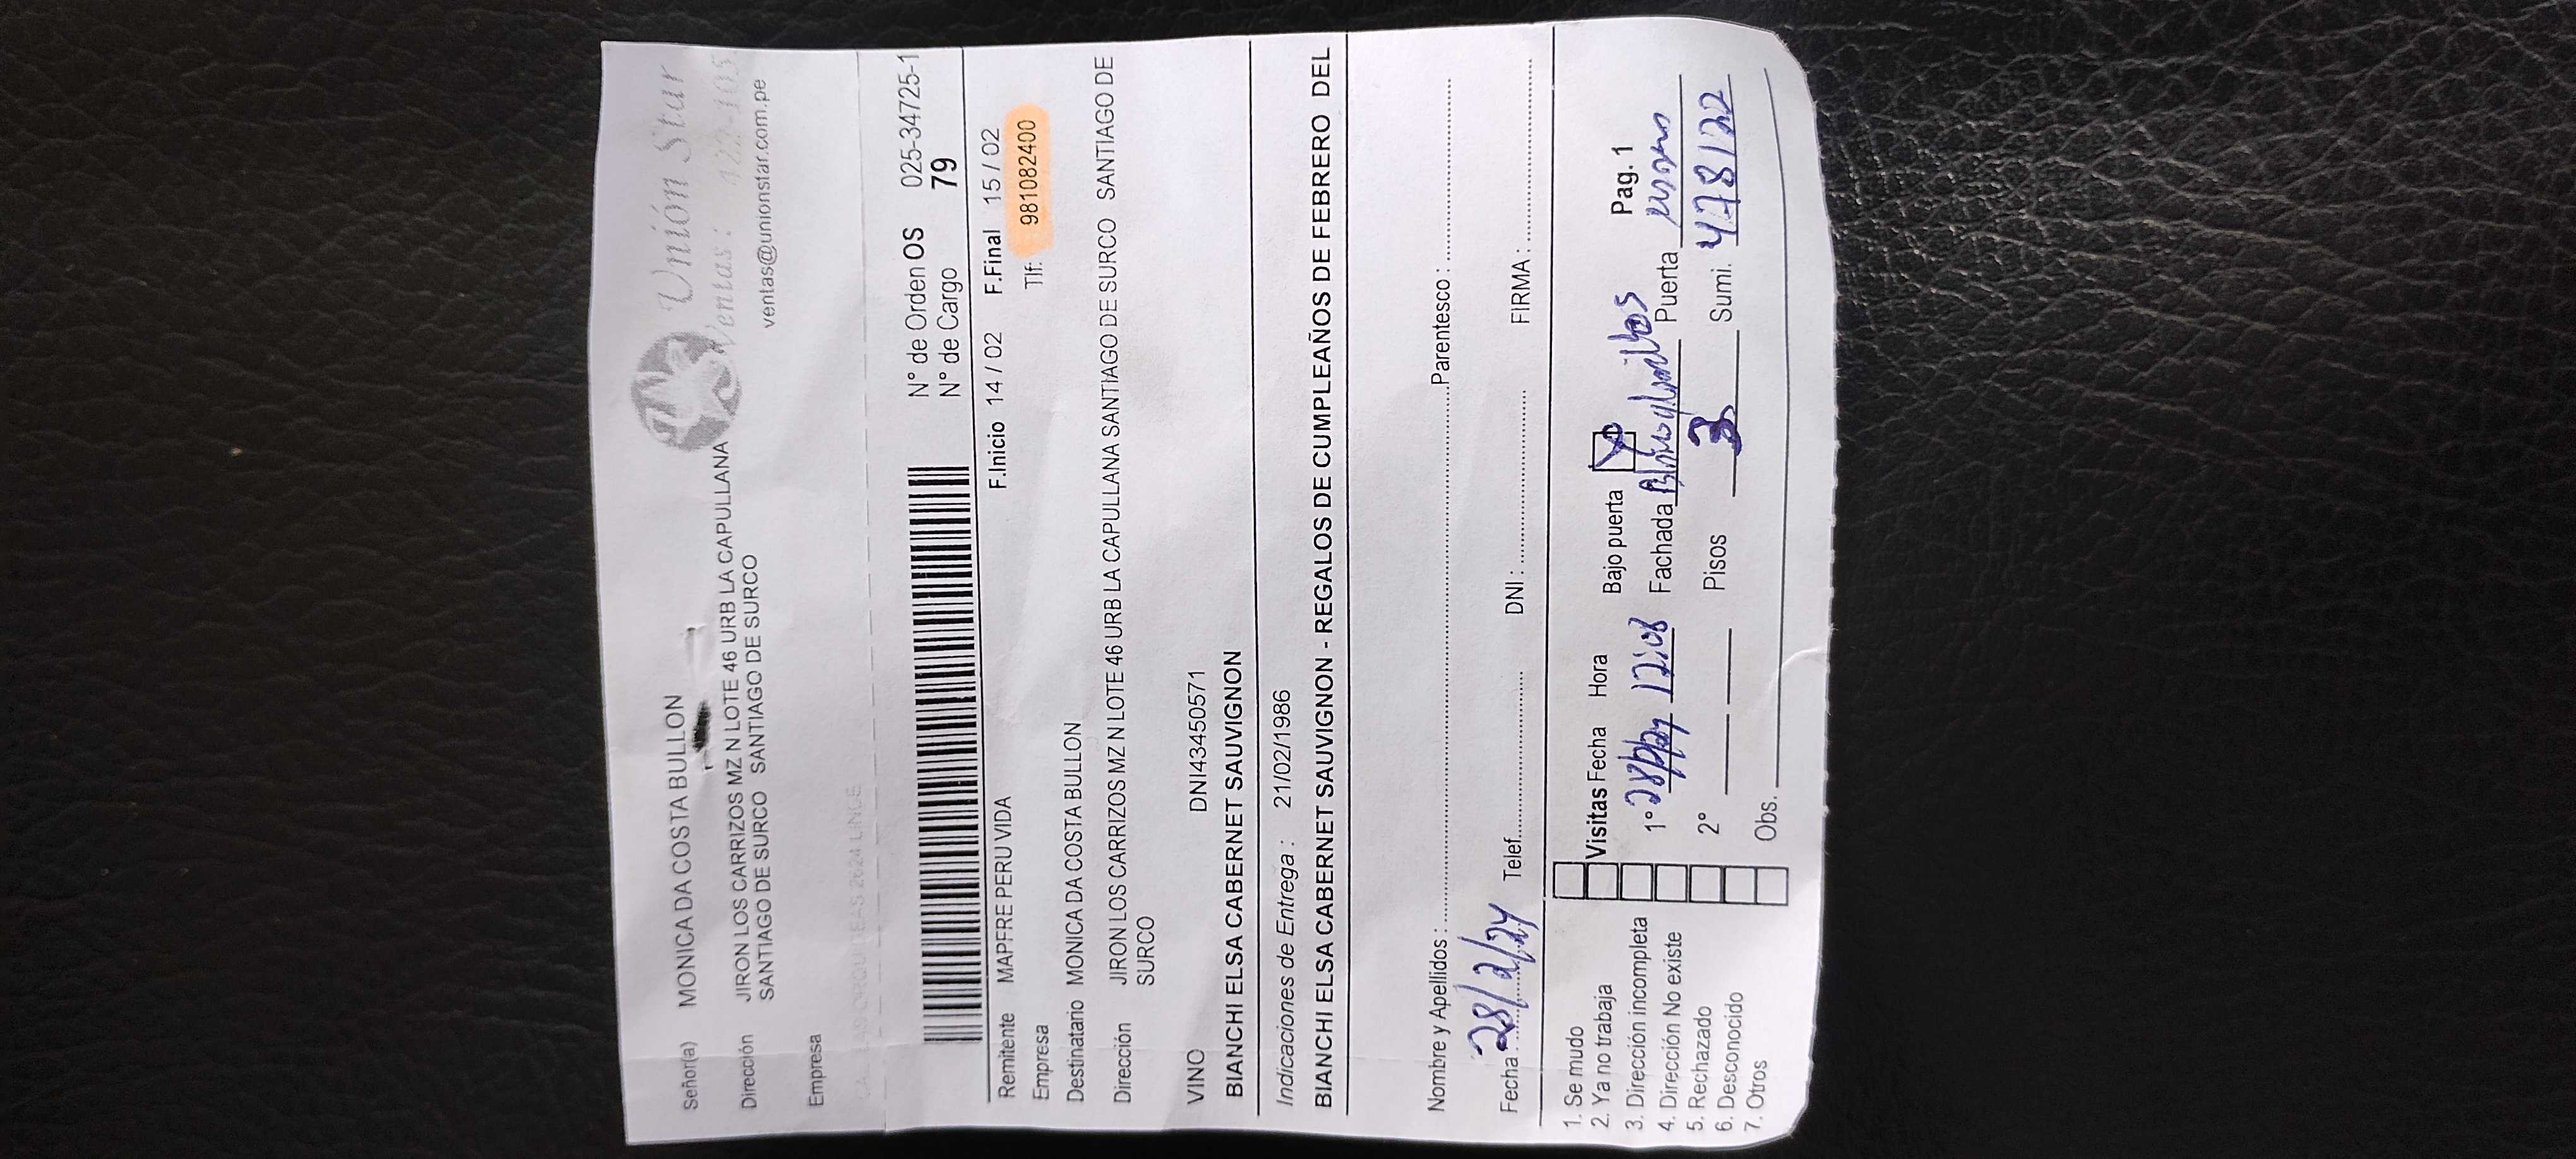 Unión Star
Ventas:
ventas@unionstar.com.pe
Señor(a) MONICA DA COSTA BULLON
Dirección JIRON LOS CARRIZOS MZ N LOTE 46 URB LA CAPULLANA
SANTIAGO DE SURCO SANTIAGO DE SURCO
Empresa
N° de Orden OS 025-34725-1
N° de Cargo 79
F.Inicio 14 / 02 F.Final 15 / 02
Remitente MAPFRE PERU VIDA
Empresa Tlf: 981082400
Destinatario MONICA DA COSTA BULLON
Dirección JIRON LOS CARRIZOS MZ N LOTE 46 URB LA CAPULLANA SANTIAGO DE SURCO SANTIAGO DE
SURCO
VINO DNI43450571
BIANCHI ELSA CABERNET SAUVIGNON
Indicaciones de Entrega : 21/02/1986
BIANCHI ELSA CABERNET SAUVIGNON - REGALOS DE CUMPLEAÑOS DE FEBRERO DEL
Nombre y Apellidos : Parentesco :
Fecha : 28/2/24 Telef. DNI : FIRMA :
1. Se mudo
2. Ya no trabaja
3. Dirección incompleta
4. Dirección No existe
5. Rechazado
6. Desconocido
7. Otros
Visitas Fecha Hora Bajo puerta Pag. 1
1° 12:08 Fachada Puerta
2° Pisos 3 Sumi. 478122
Obs.